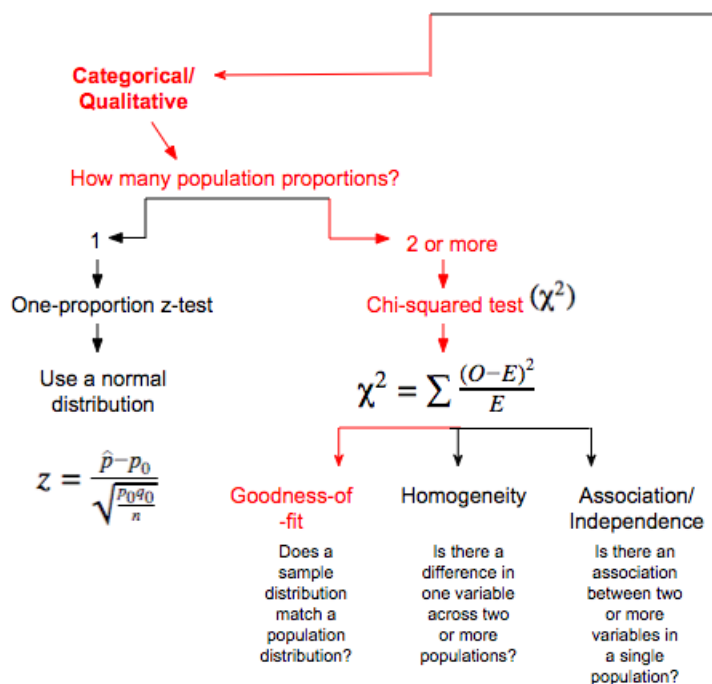 Categorical/
Qualitative
How many population proportions?
1
2 or more
One-proportion z-test
Chi-squared test (χ²)
Use a normal
distribution
χ² = ∑ (O−E)²/E
z = (p̂−p₀)/√(p₀q₀/n)
Goodness-of
-fit
Does a
sample
distribution
match a
population
distribution?
Homogeneity
Is there a
difference in
one variable
across two
or more
populations?
Association/
Independence
Is there an
association
between two
or more
variables in
a single
population?